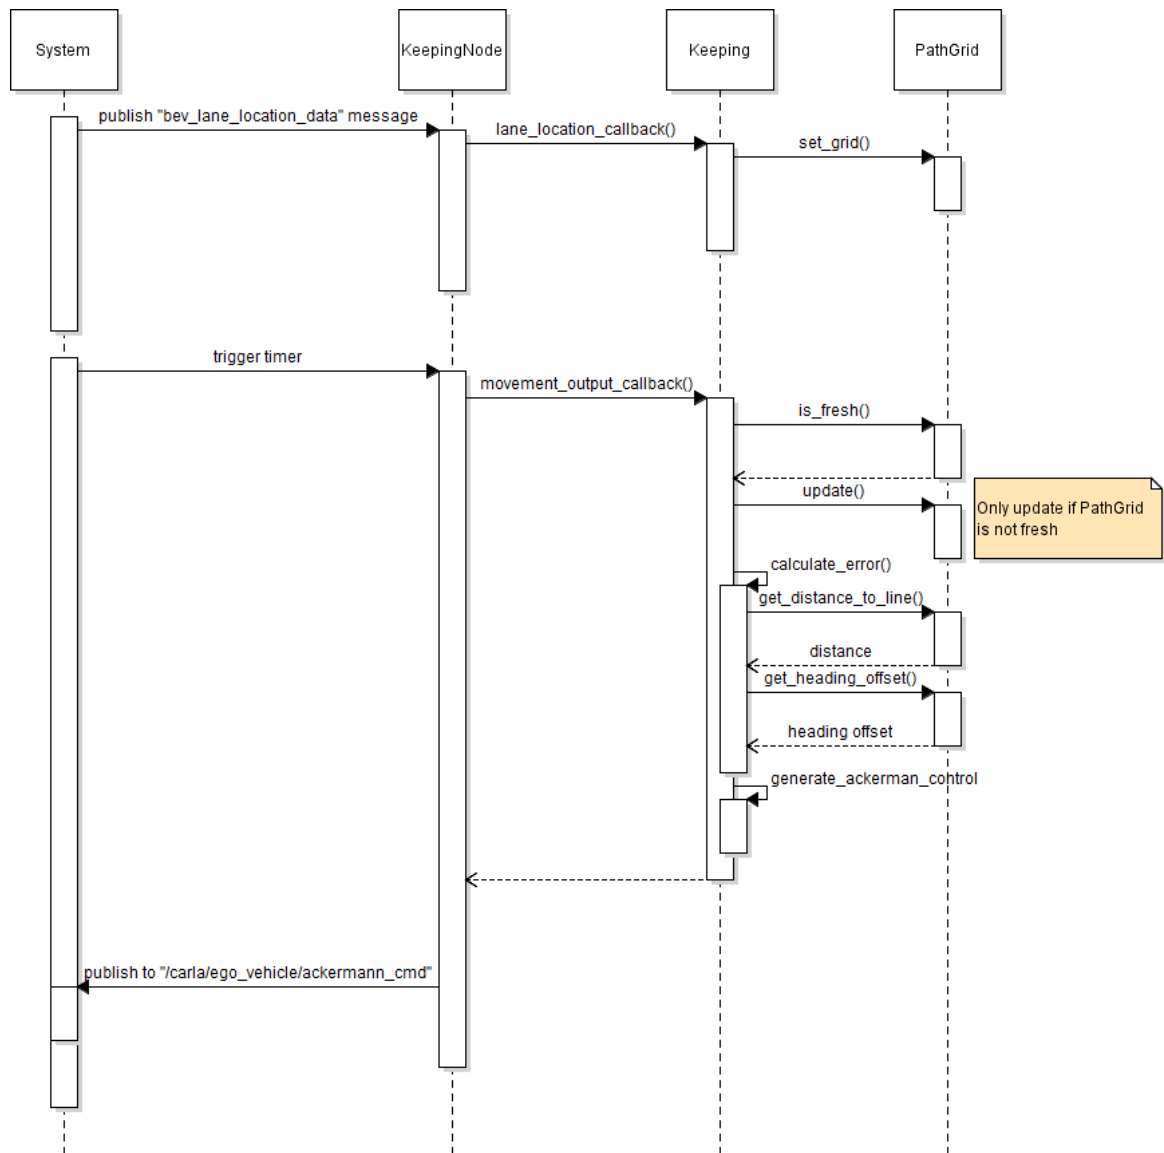 System
KeepingNode
Keeping
PathGrid
publish "bev_lane_location_data" message
lane_location_callback()
set_grid()
trigger timer
movement_output_callback()
is_fresh()
update()
Only update if PathGrid
is not fresh
calculate_error()
get_distance_to_line()
distance
get_heading_offset()
heading offset
generate_ackerman_control
publish to "/carla/ego_vehicle/ackermann_cmd"